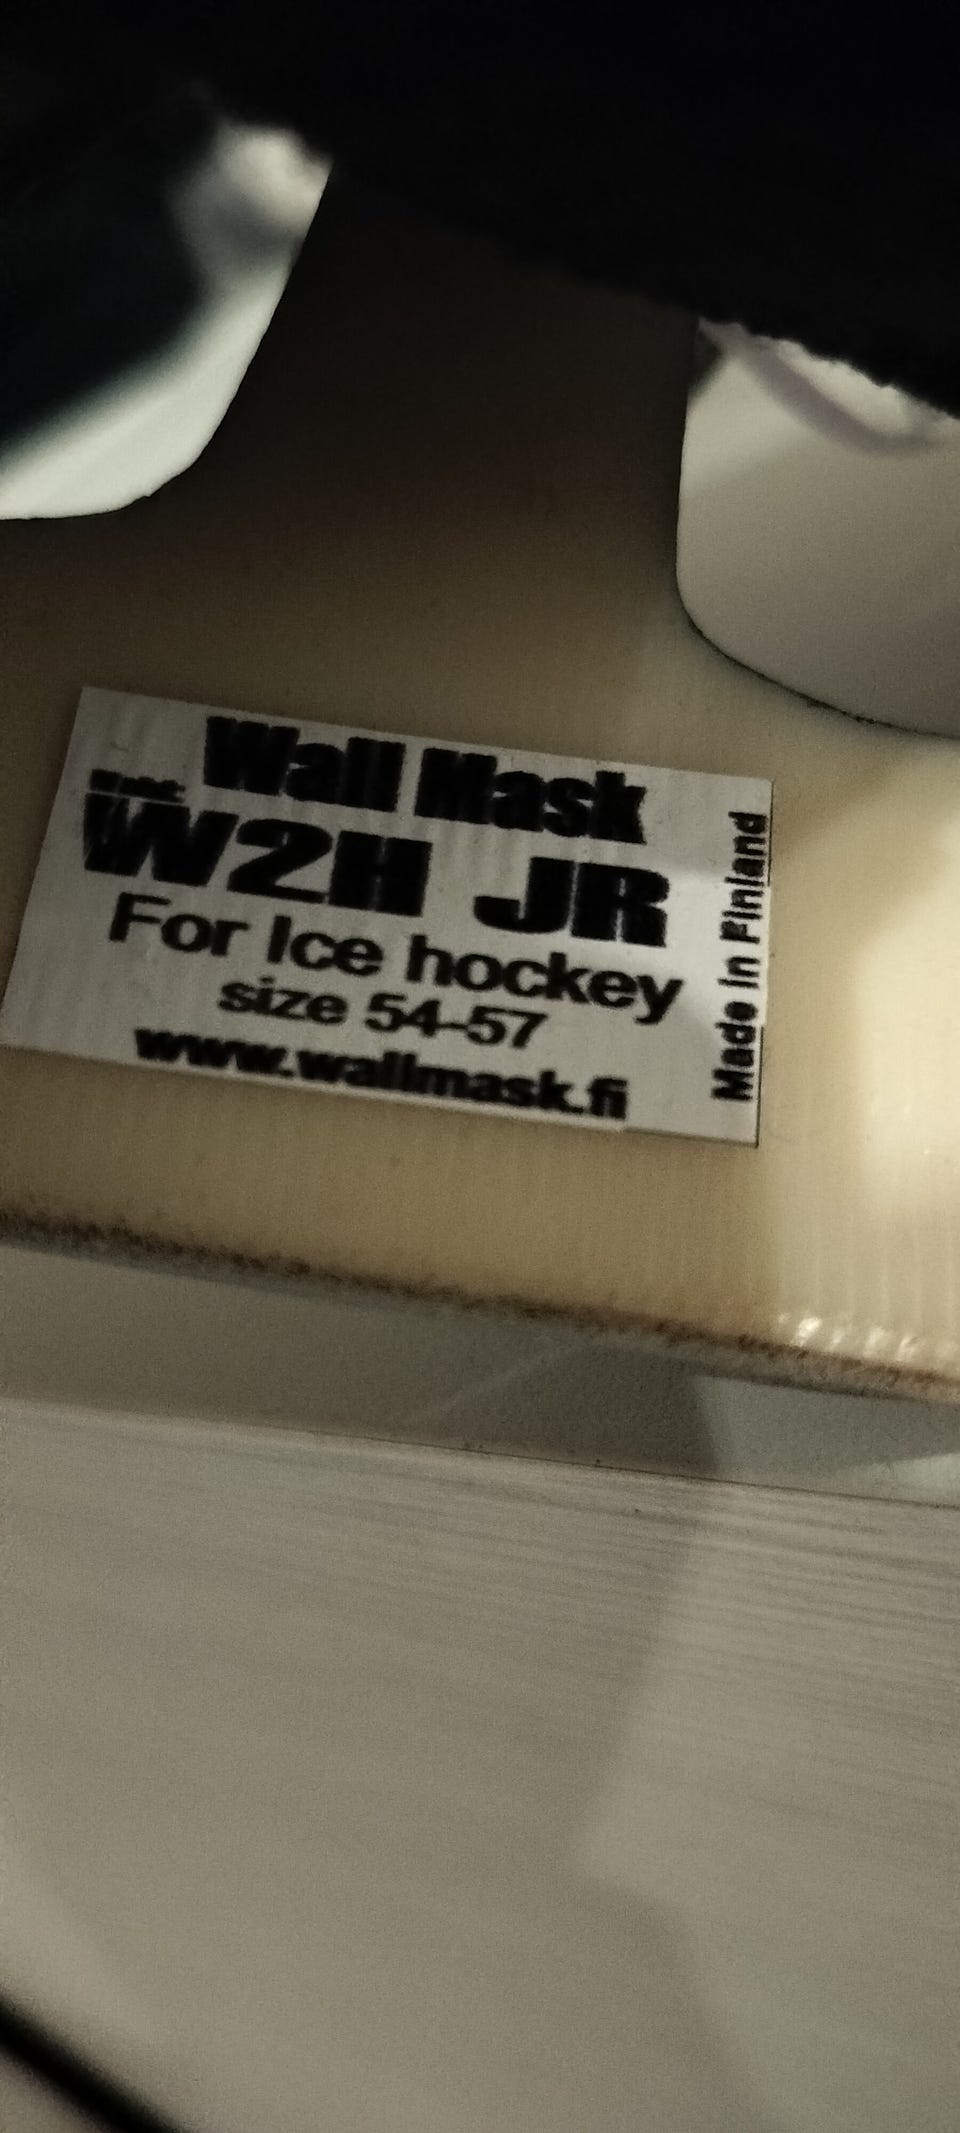 Wall Mask
W2H JR
For Ice hockey
size 54-57
www.wallmask.fi
Made in Finland